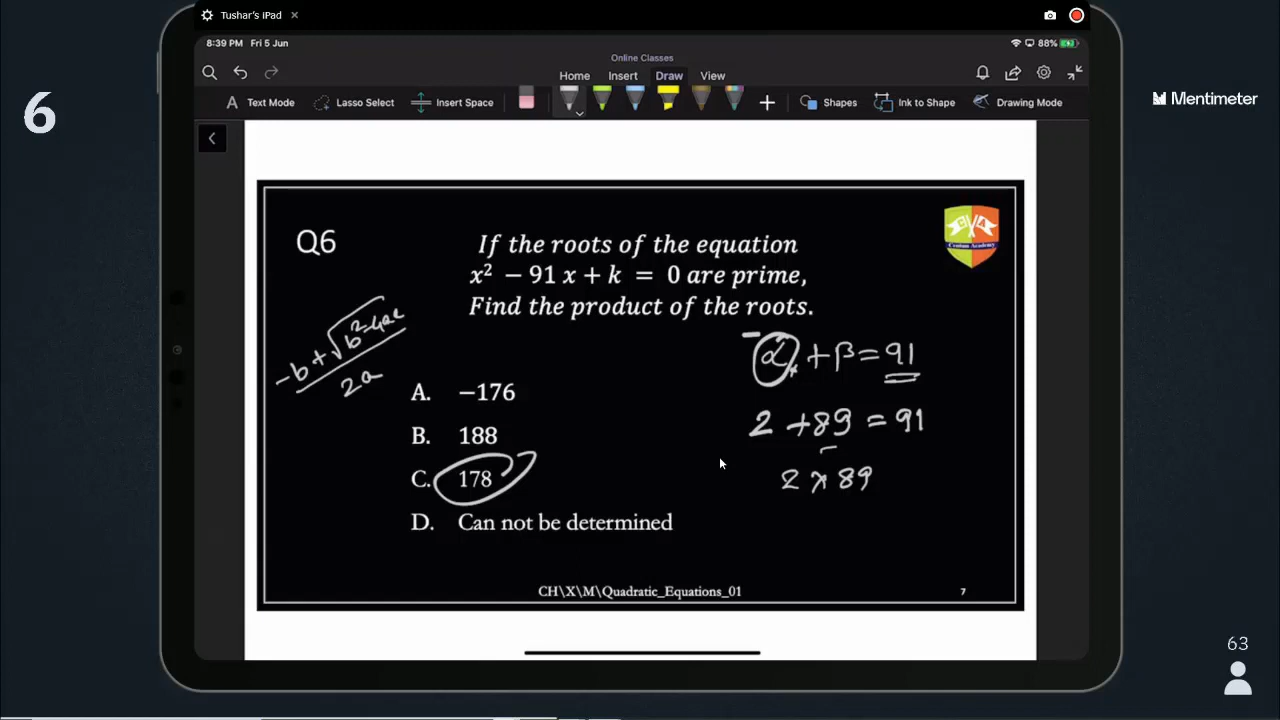 Tushar's iPad ×
8:39 PM Fri 5 Jun
88%
Online Classes
Home Insert Draw View
Text Mode Lasso Select Insert Space Shapes Ink to Shape Drawing Mode
6
Mentimeter
Q6
If the roots of the equation
x² − 91 x + k = 0 are prime,
Find the product of the roots.
Centum Academy
-b + √b²-4ac
2a
α + β = 91
2 + 89 = 91
2 × 89
A. −176
B. 188
C. 178
D. Can not be determined
CH\X\M\Quadratic_Equations_01
7
63